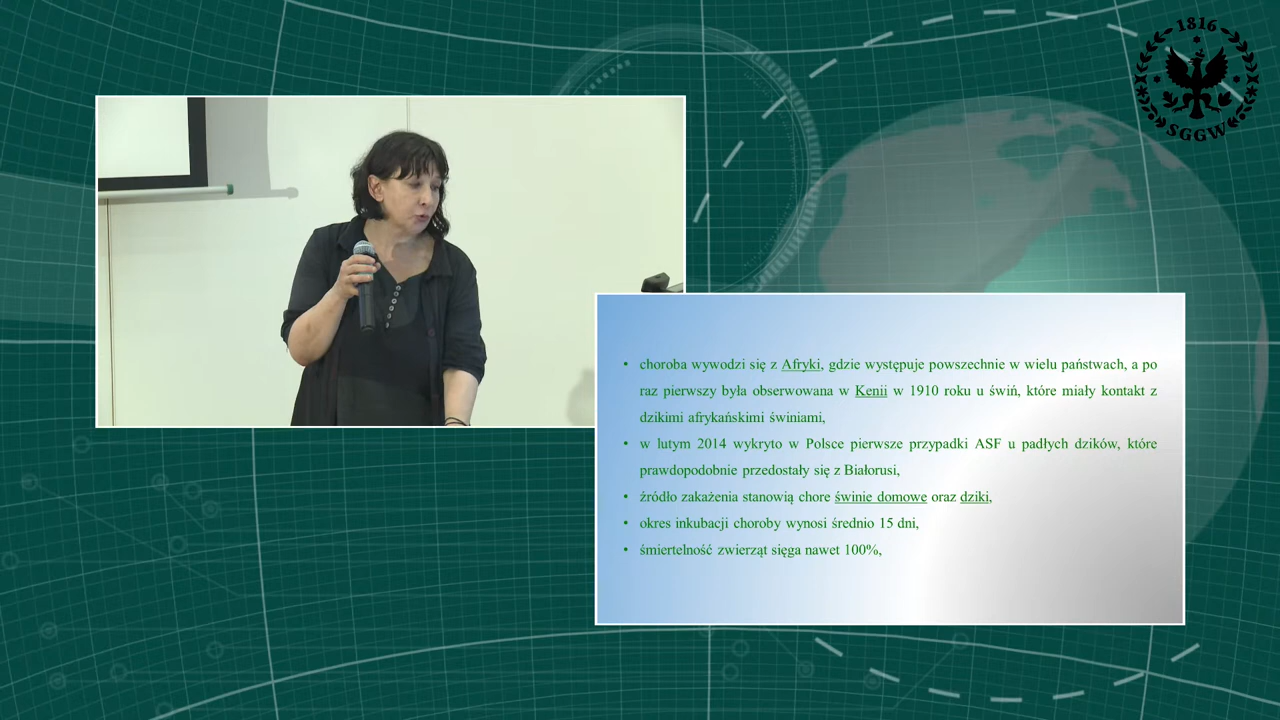 1816
SGGW
• choroba wywodzi się z Afryki, gdzie występuje powszechnie w wielu państwach, a po
raz pierwszy była obserwowana w Kenii w 1910 roku u świń, które miały kontakt z
dzikimi afrykańskimi świniami,
• w lutym 2014 wykryto w Polsce pierwsze przypadki ASF u padłych dzików, które
prawdopodobnie przedostały się z Białorusi,
• źródło zakażenia stanowią chore świnie domowe oraz dziki,
• okres inkubacji choroby wynosi średnio 15 dni,
• śmiertelność zwierząt sięga nawet 100%,